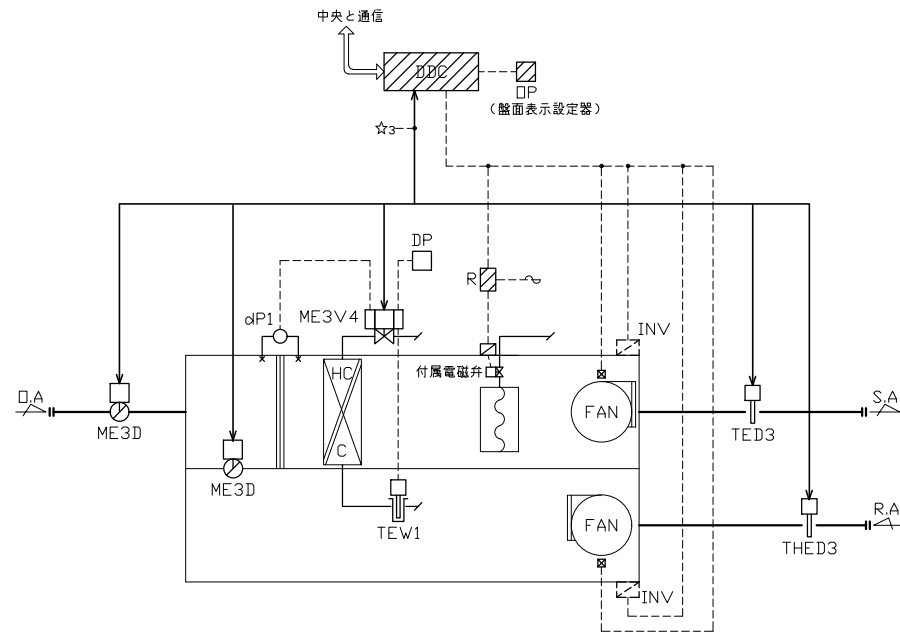 中央と通信
DDC
OP
(盤面表示設定器)
☆3
DP
R
dP1
ME3V4
INV
付属電磁弁
HC
C
O.A
ME3D
FAN
S.A
TED3
ME3D
TEW1
FAN
R.A
THED3
INV